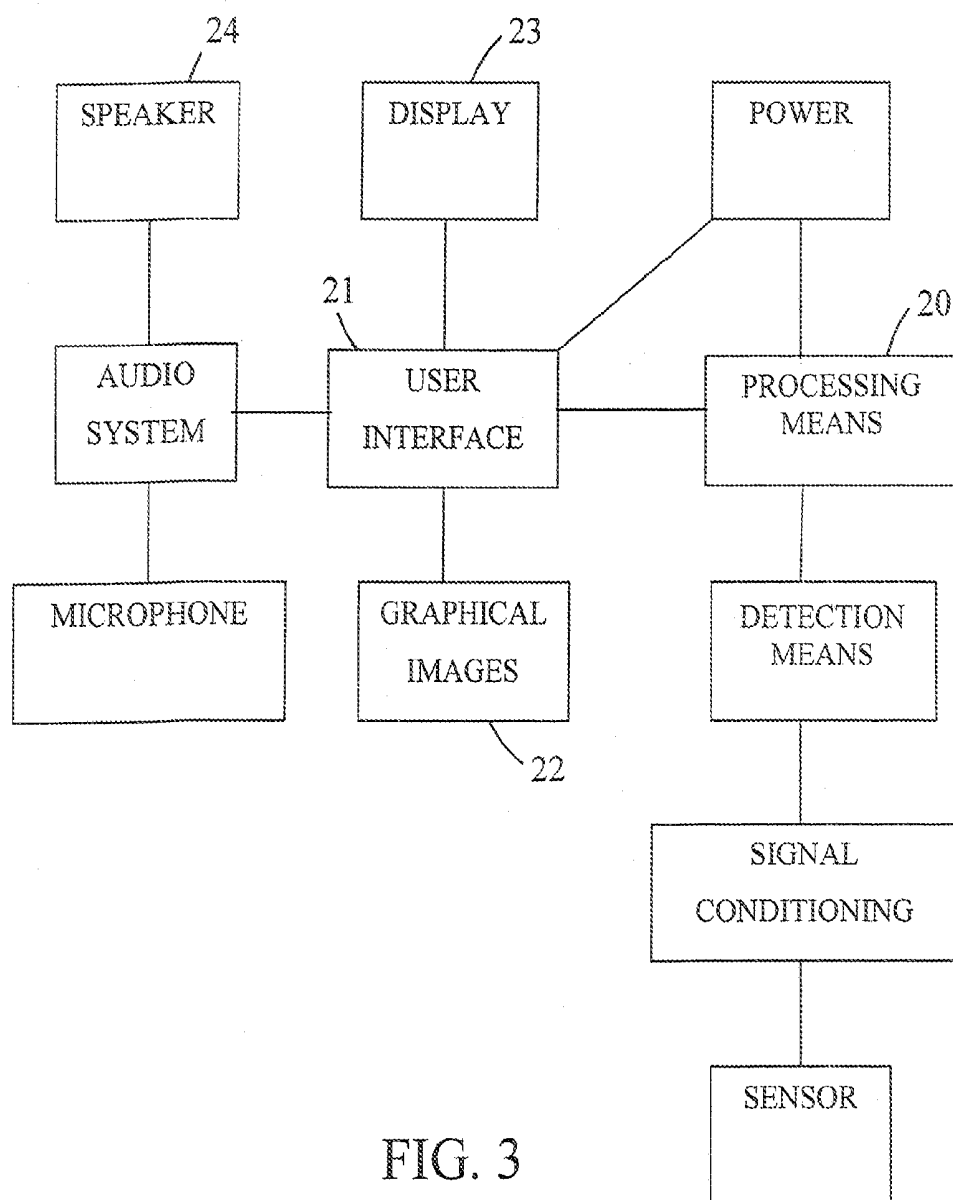 24
23
SPEAKER
DISPLAY
POWER
21
20
AUDIO
SYSTEM
USER
INTERFACE
PROCESSING
MEANS
MICROPHONE
GRAPHICAL
IMAGES
DETECTION
MEANS
22
SIGNAL
CONDITIONING
SENSOR
FIG. 3